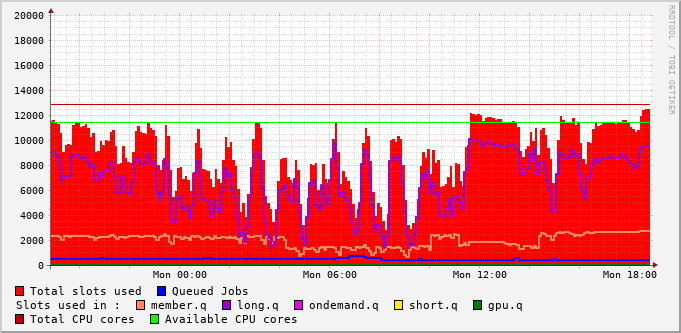 20000
18000
16000
14000
12000
10000
8000
6000
4000
2000
0
Mon 00:00 Mon 06:00 Mon 12:00 Mon 18:00
Total slots used Queued Jobs
Slots used in : member.q long.q ondemand.q short.q gpu.q
Total CPU cores Available CPU cores
RRDTOOL / TOBI OETIKER